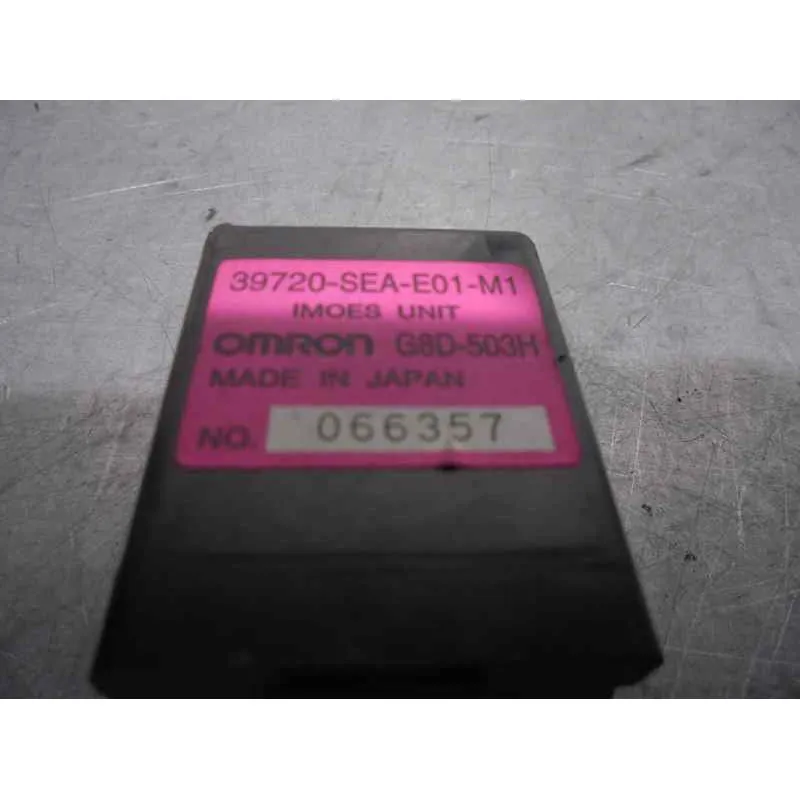 39720-SEA-E01-M1
IMOES UNIT
OMRON G8D-503H
MADE IN JAPAN
NO. 066357